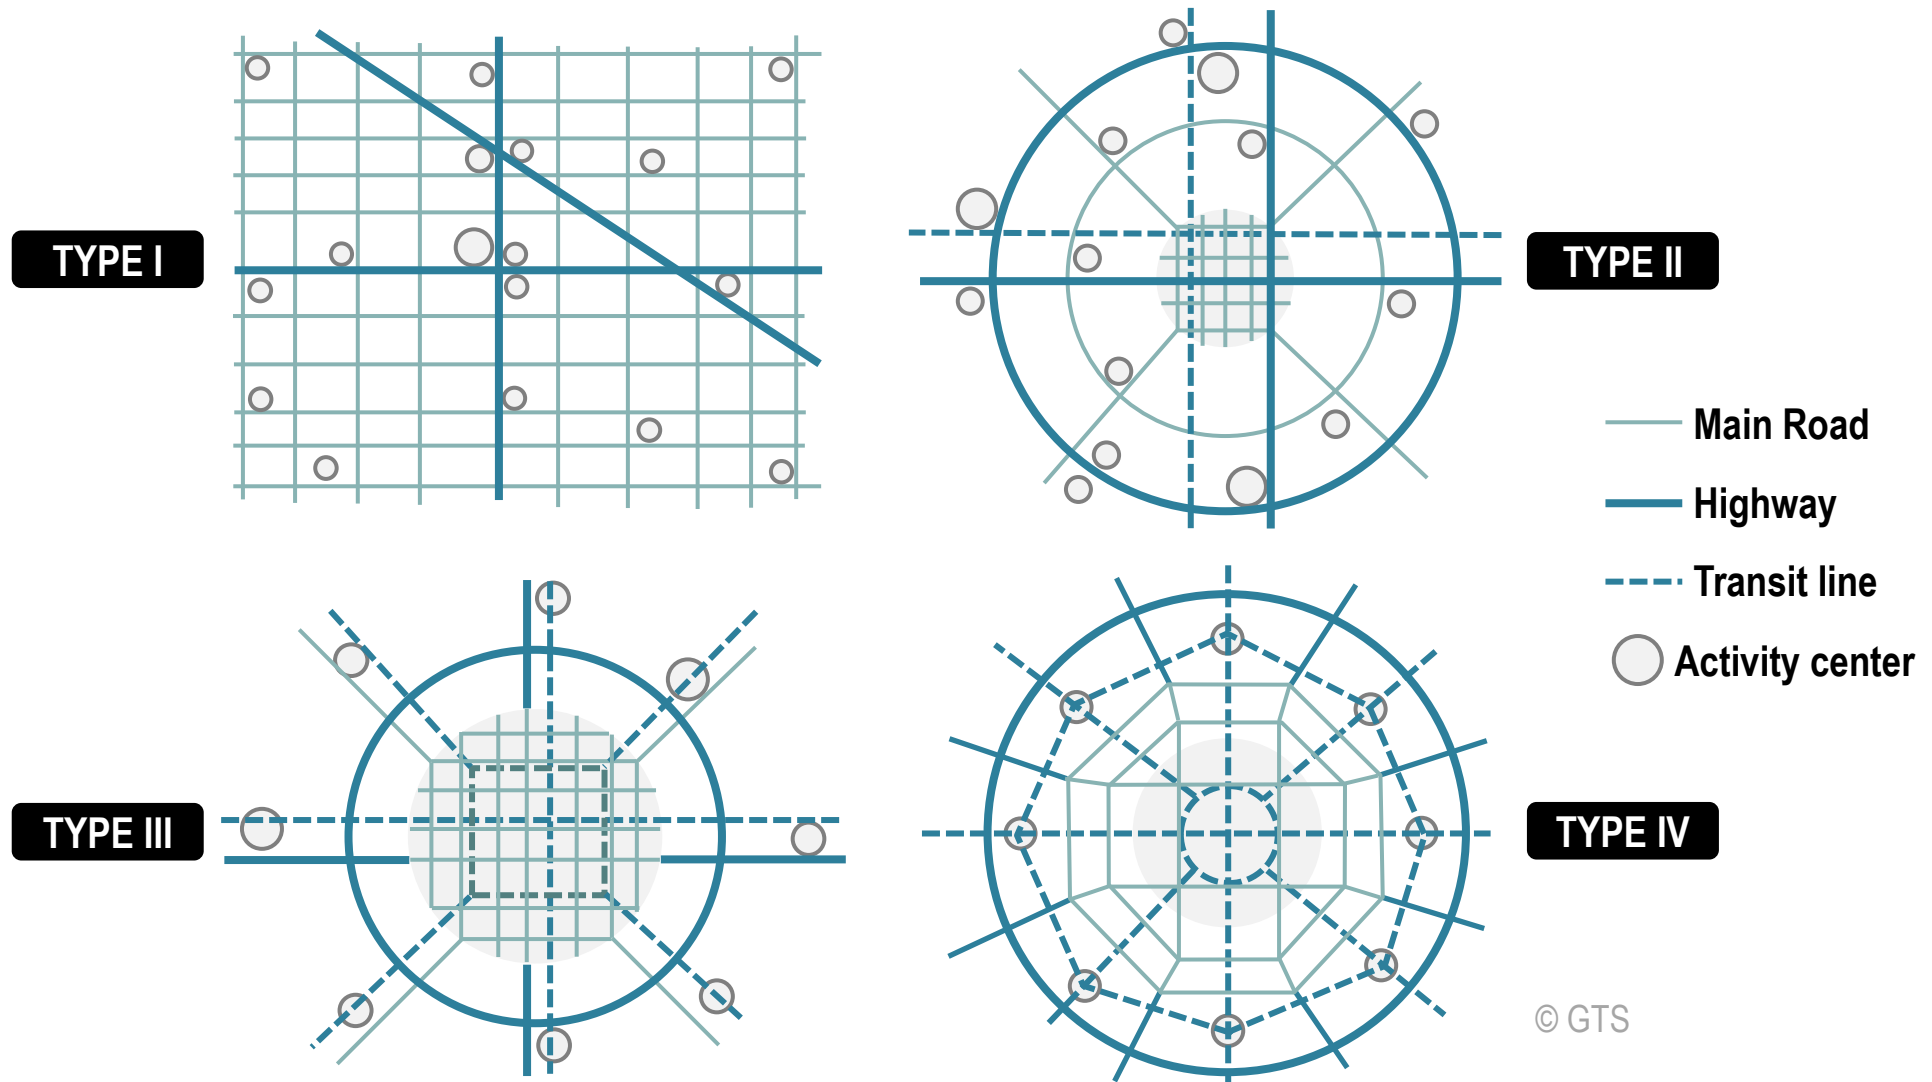 TYPE I
TYPE II
Main Road
Highway
Transit line
Activity center
TYPE III
TYPE IV
© GTS